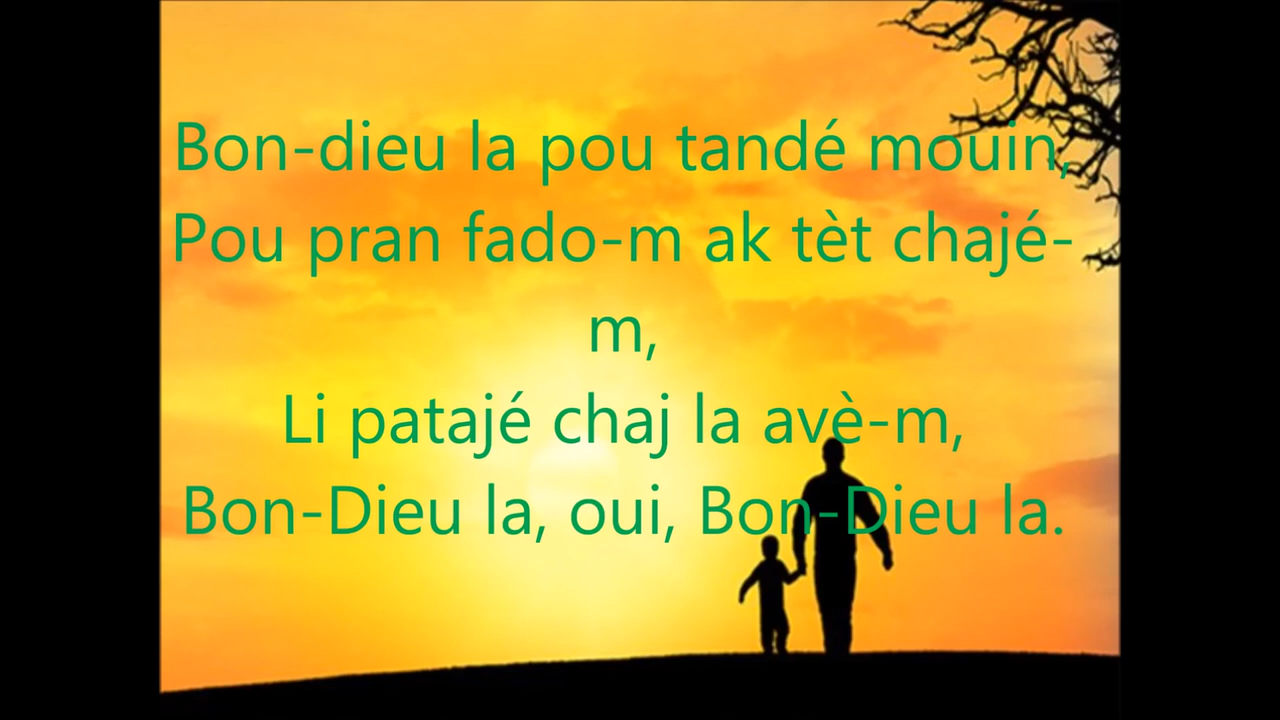 Bon-dieu la pou tandé mouin,
Pou pran fado-m ak tèt chajé-
m,
Li patajé chaj la avè-m,
Bon-Dieu la, oui, Bon-Dieu la.